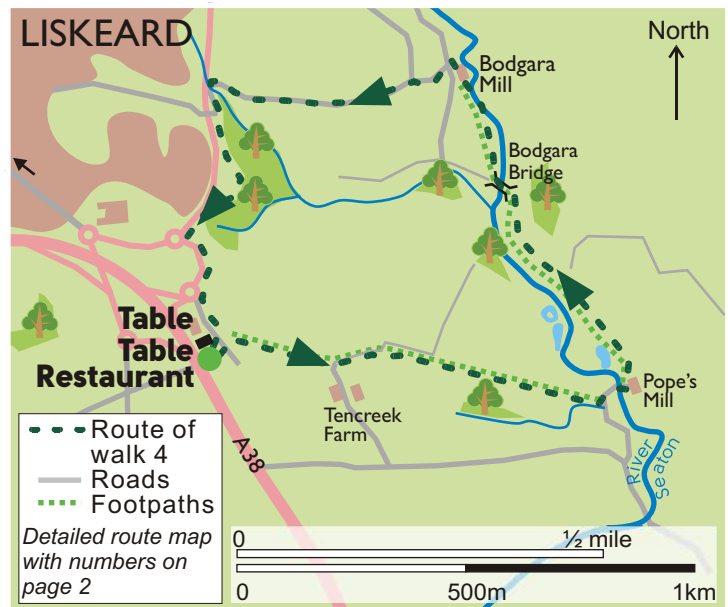 LISKEARD
North
Bodgara
Mill
Bodgara
Bridge
Table
Table
Restaurant
Tencreek
Farm
Pope's
Mill
A38
River
Seaton
Route of
walk 4
Roads
Footpaths
Detailed route map
with numbers on
page 2
0 ½ mile
0 500m 1km